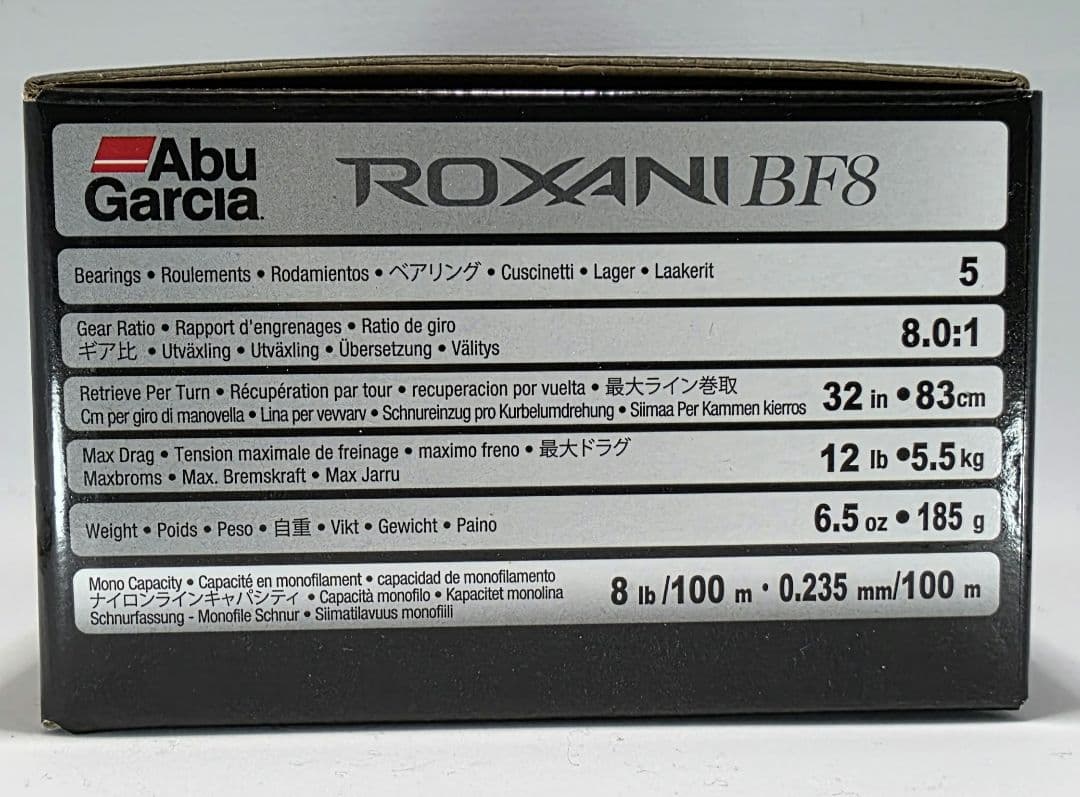 Abu
Garcia.
ROXANI BF8
Bearings • Roulements • Rodamientos • ベアリング • Cuscinetti • Lager • Laakerit
5
Gear Ratio • Rapport d'engrenages • Ratio de giro
ギア比 • Utväxling • Utväxling • Übersetzung • Välitys
8.0:1
Retrieve Per Turn • Récupération par tour • recuperacion por vuelta • 最大ライン巻取
Cm per giro di manovella • Lina per vevvarv • Schnureinzug pro Kurbelumdrehung • Siimaa Per Kammen kierros
32 in • 83cm
Max Drag • Tension maximale de freinage • maximo freno • 最大ドラグ
Maxbroms • Max. Bremskraft • Max Jarru
12 lb •5.5 kg
Weight • Poids • Peso • 自重 • Vikt • Gewicht • Paino
6.5 oz • 185 g
Mono Capacity • Capacité en monofilament • capacidad de monofilamento
ナイロンラインキャパシティ • Capacità monofilo • Kapacitet monolina
Schnurfassung - Monofile Schnur • Siimatilavuus monofiili
8 lb/100 m · 0.235 mm/100 m